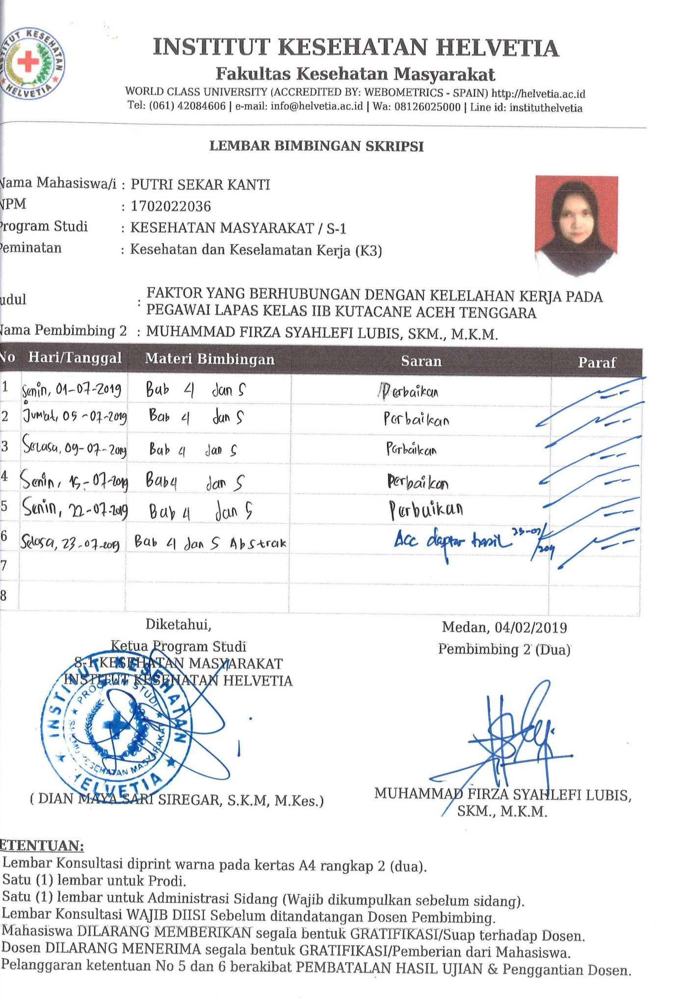 INSTITUT KESEHATAN HELVETIA
INSTITUT KESEHATAN HELVETIA
Fakultas Kesehatan Masyarakat
WORLD CLASS UNIVERSITY (ACCREDITED BY: WEBOMETRICS - SPAIN) http://helvetia.ac.id
Tel: (061) 42084606 | e-mail: info@helvetia.ac.id | Wa: 08126025000 | Line id: instituthelvetia
LEMBAR BIMBINGAN SKRIPSI
Nama Mahasiswa/i : PUTRI SEKAR KANTI
NPM : 1702022036
Program Studi : KESEHATAN MASYARAKAT / S-1
Peminatan : Kesehatan dan Keselamatan Kerja (K3)
udul : FAKTOR YANG BERHUBUNGAN DENGAN KELELAHAN KERJA PADA
PEGAWAI LAPAS KELAS IIB KUTACANE ACEH TENGGARA
Nama Pembimbing 2 : MUHAMMAD FIRZA SYAHLEFI LUBIS, SKM., M.K.M.
No Hari/Tanggal Materi Bimbingan Saran Paraf
1 Senin, 01-07-2019 Bab 4 dan 5 Perbaikan
2 Jum'at, 05-07-2019 Bab 4 dan 5 Perbaikan
3 Selasa, 09-07-2019 Bab 4 dan 5 Perbaikan
4 Senin, 15-07-2019 Bab 4 dan 5 Perbaikan
5 Senin, 22-07-2019 Bab 4 dan 5 Perbaikan
6 Selasa, 23-07-2019 Bab 4 dan 5 Abstrak Acc daptar hasil 23-07/2019
7
8
Diketahui,
Ketua Program Studi
S-1 KESEHATAN MASYARAKAT
INSTITUT KESEHATAN HELVETIA
INSTITUT KESEHATAN
PROGRAM STUDI
S1 ILMU KESEHATAN MASYARAKAT
HELVETIA
( DIAN MAYA SARI SIREGAR, S.K.M, M.Kes.)
Medan, 04/02/2019
Pembimbing 2 (Dua)
MUHAMMAD FIRZA SYAHLEFI LUBIS,
SKM., M.K.M.
ETENTUAN:
Lembar Konsultasi diprint warna pada kertas A4 rangkap 2 (dua).
Satu (1) lembar untuk Prodi.
Satu (1) lembar untuk Administrasi Sidang (Wajib dikumpulkan sebelum sidang).
Lembar Konsultasi WAJIB DIISI Sebelum ditandatangan Dosen Pembimbing.
Mahasiswa DILARANG MEMBERIKAN segala bentuk GRATIFIKASI/Suap terhadap Dosen.
Dosen DILARANG MENERIMA segala bentuk GRATIFIKASI/Pemberian dari Mahasiswa.
Pelanggaran ketentuan No 5 dan 6 berakibat PEMBATALAN HASIL UJIAN & Penggantian Dosen.